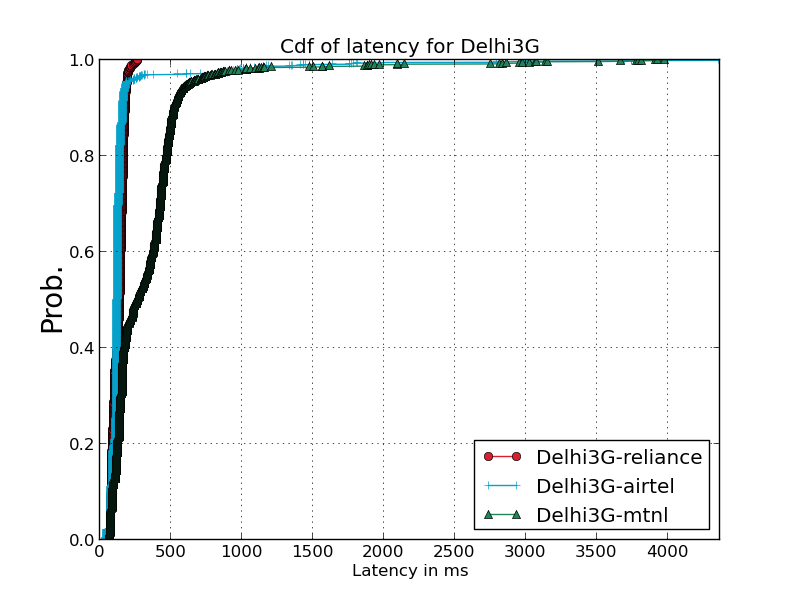 Cdf of latency for Delhi3G
1.0
0.8
0.6
0.4
0.2
0.0
Prob.
0 500 1000 1500 2000 2500 3000 3500 4000
Latency in ms
Delhi3G-reliance
Delhi3G-airtel
Delhi3G-mtnl